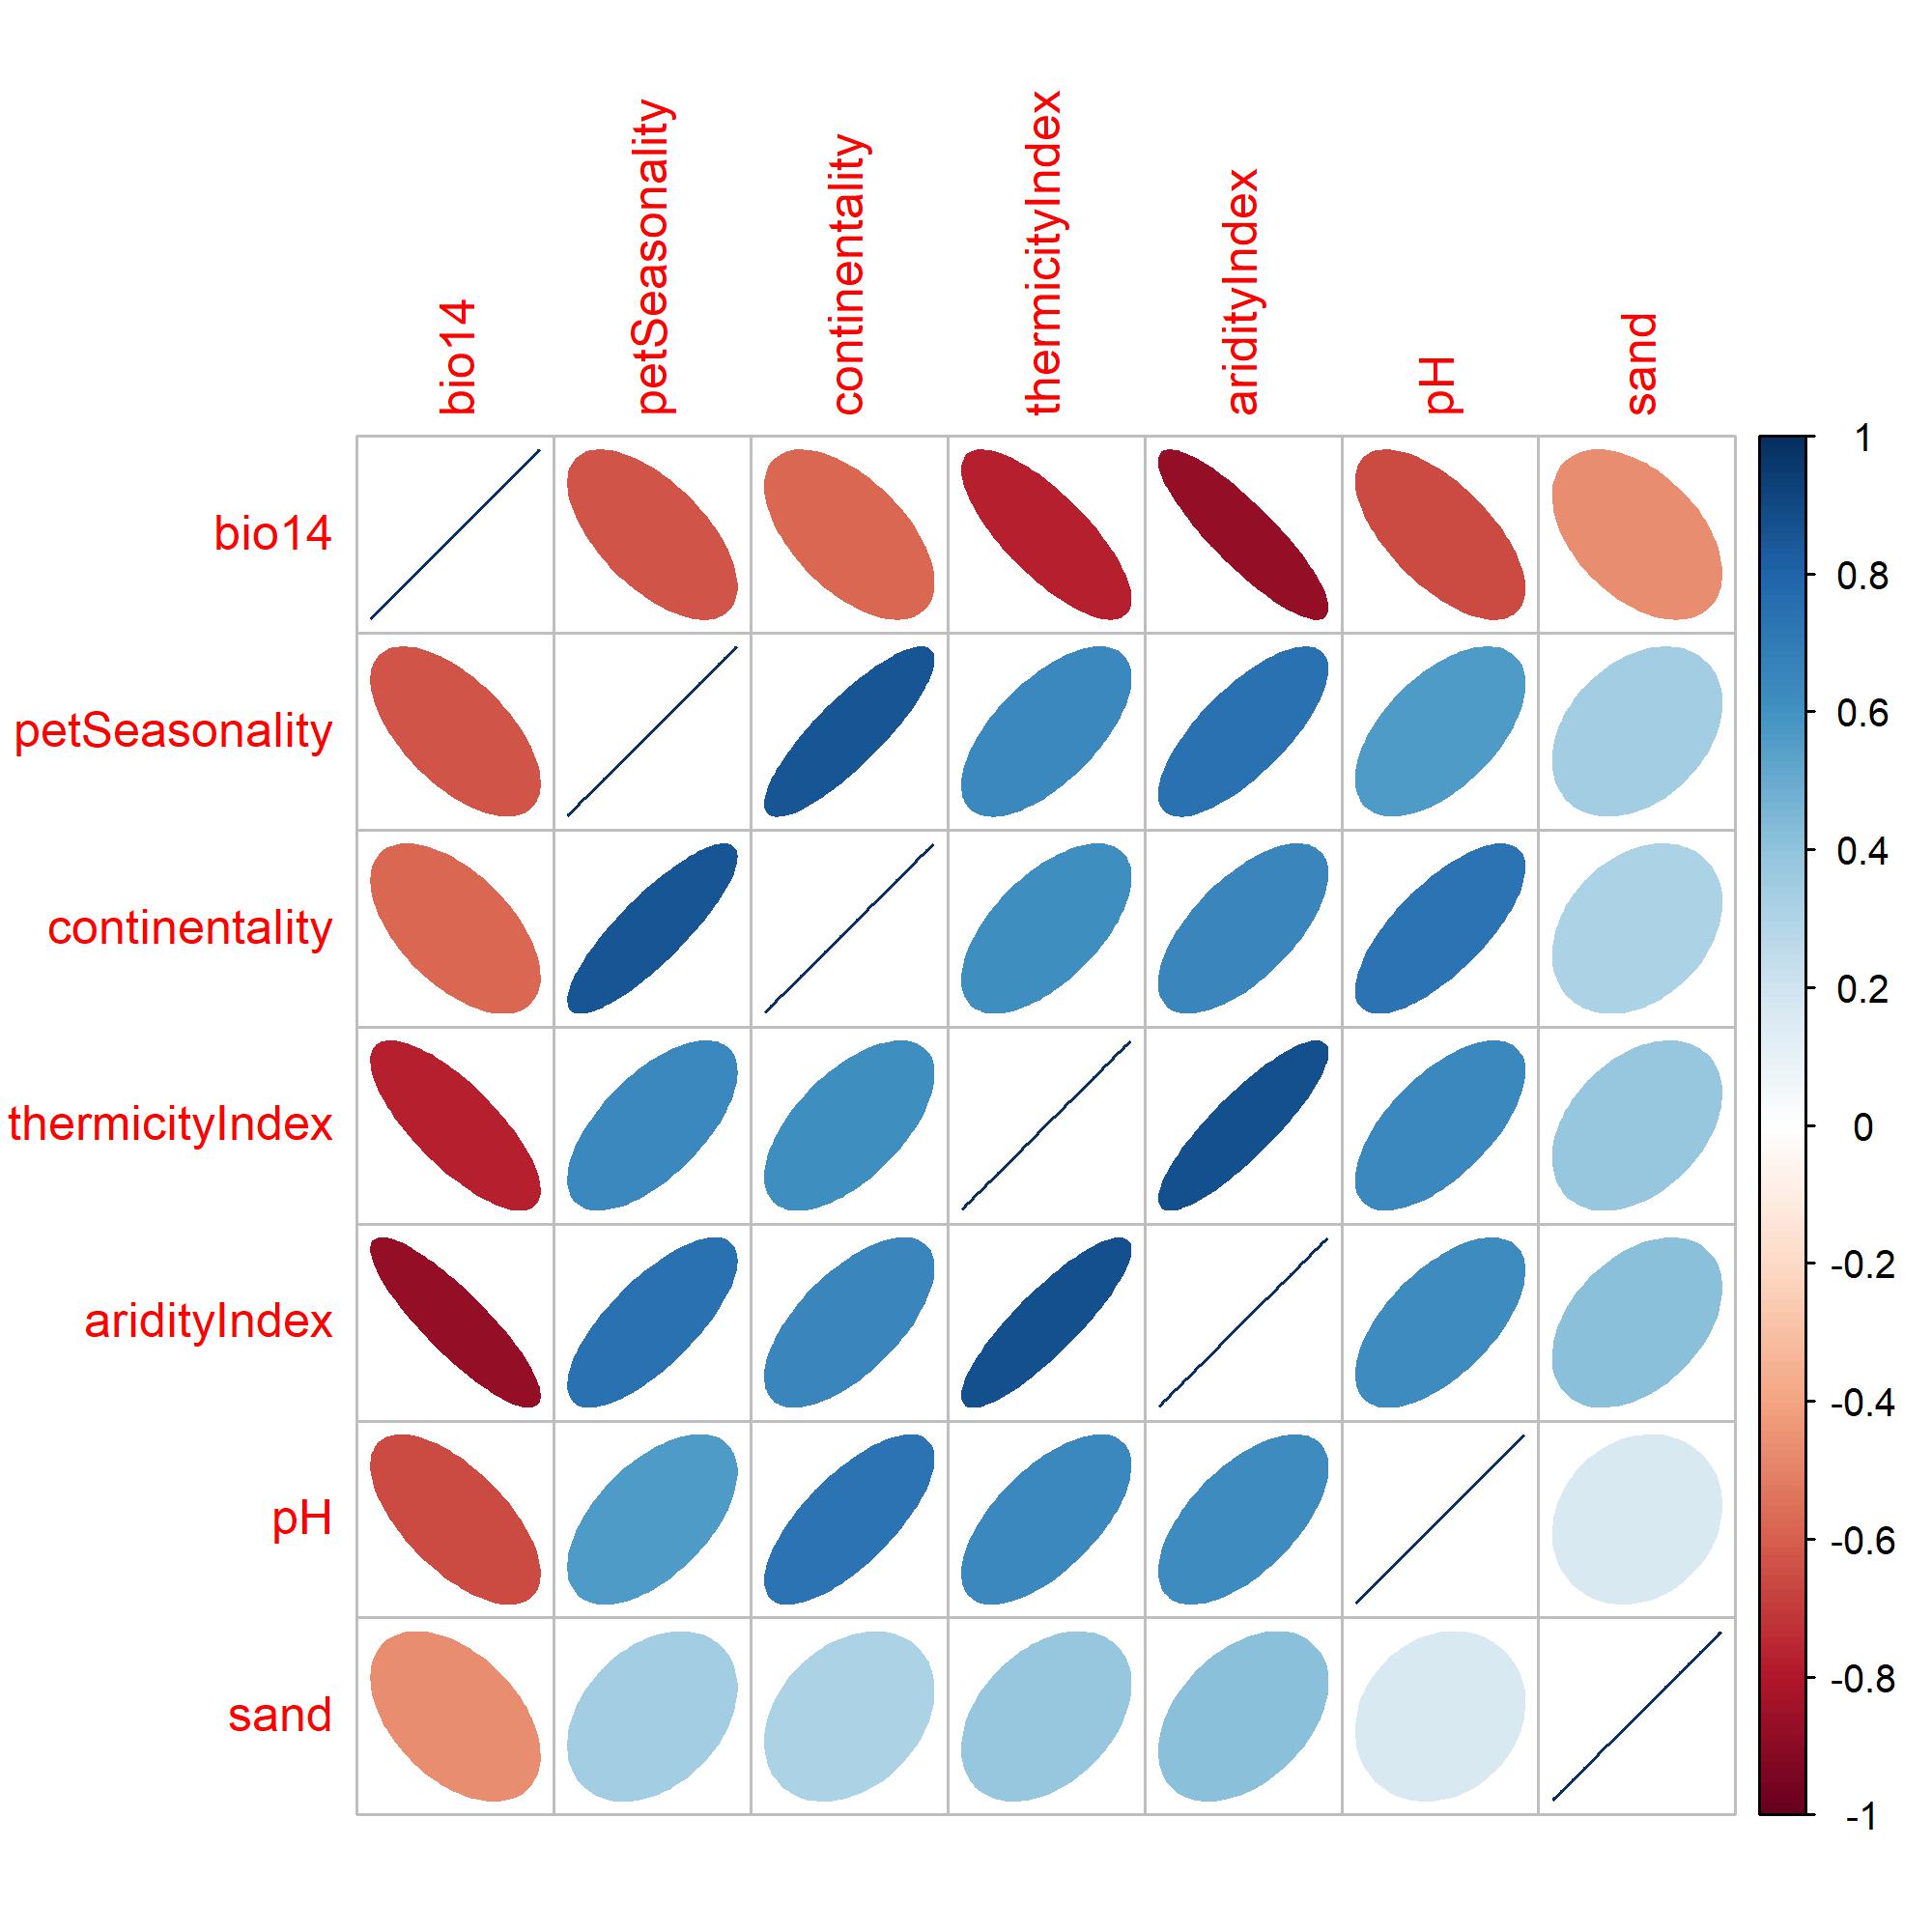 bio14
petSeasonality
continentality
thermicityIndex
aridityIndex
pH
sand
bio14
petSeasonality
continentality
thermicityIndex
aridityIndex
pH
sand
1
0.8
0.6
0.4
0.2
0
-0.2
-0.4
-0.6
-0.8
-1